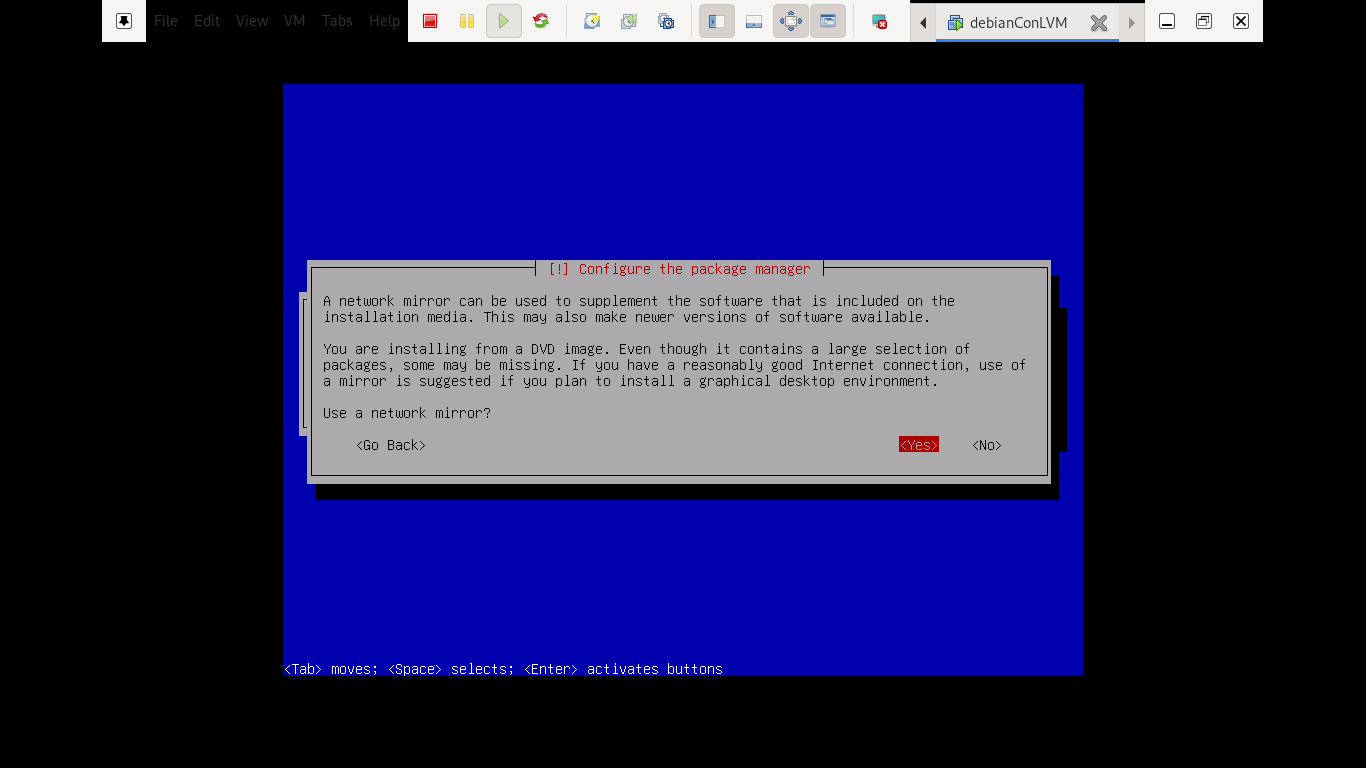 File Edit View VM Tabs Help
debianConLVM
[!] Configure the package manager
A network mirror can be used to supplement the software that is included on the
installation media. This may also make newer versions of software available.
You are installing from a DVD image. Even though it contains a large selection of
packages, some may be missing. If you have a reasonably good Internet connection, use of
a mirror is suggested if you plan to install a graphical desktop environment.
Use a network mirror?
<Go Back> <Yes> <No>
<Tab> moves; <Space> selects; <Enter> activates buttons